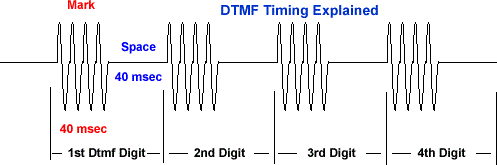 Mark
DTMF Timing Explained
Space
40 msec
40 msec
1st Dtmf Digit
2nd Digit
3rd Digit
4th Digit